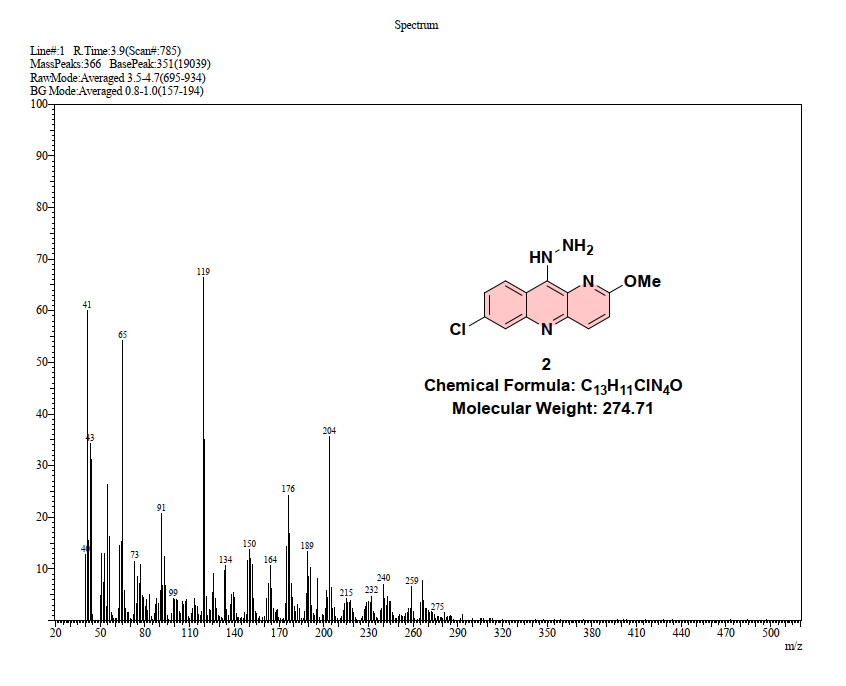 Spectrum
Line#:1 R.Time:3.9(Scan#:785)
MassPeaks:366 BasePeak:351(19039)
RawMode:Averaged 3.5-4.7(695-934)
BG Mode:Averaged 0.8-1.0(157-194)
100
90
80
70
60
50
40
30
20
10
41
43
40
65
73
91
99
119
134
150
164
176
189
204
215
232
240
259
275
HN NH2
N OMe
Cl N
2
Chemical Formula: C13H11ClN4O
Molecular Weight: 274.71
20 50 80 110 140 170 200 230 260 290 320 350 380 410 440 470 500
m/z